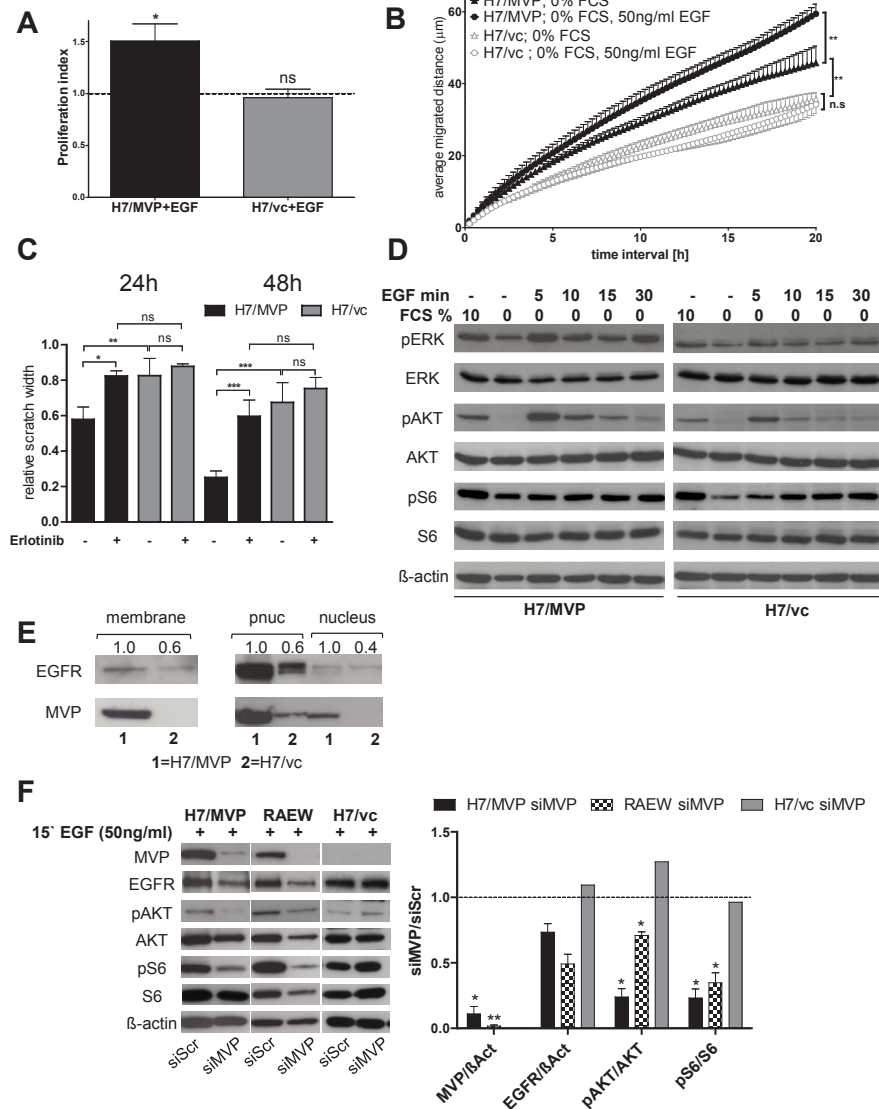 A
*
ns
Proliferation index
1.5
1.0
0.5
0.0
H7/MVP+EGF
H7/vc+EGF
B
H7/MVP; 0% FCS
H7/MVP; 0% FCS, 50ng/ml EGF
H7/vc; 0% FCS
H7/vc ; 0% FCS, 50ng/ml EGF
average migrated distance (µm)
60
40
20
0
**
**
n.s
0
5
10
15
20
time interval [h]
C
24h
48h
H7/MVP
H7/vc
ns
**
ns
*
ns
***
ns
***
relative scratch width
1.0
0.8
0.6
0.4
0.2
0.0
Erlotinib - + - + - + - +
D
EGF min - - 5 10 15 30 - - 5 10 15 30
FCS % 10 0 0 0 0 0 10 0 0 0 0 0
pERK
ERK
pAKT
AKT
pS6
S6
ß-actin
H7/MVP
H7/vc
E
membrane pnuc nucleus
1.0 0.6 1.0 0.6 1.0 0.4
EGFR
MVP
1 2 1 2 1 2
1=H7/MVP 2=H7/vc
F
H7/MVP RAEW H7/vc
15` EGF (50ng/ml) + + + + + +
MVP
EGFR
pAKT
AKT
pS6
S6
ß-actin
siScr siMVP siScr siMVP siScr siMVP
H7/MVP siMVP
RAEW siMVP
H7/vc siMVP
siMVP/siScr
1.5
1.0
0.5
0.0
*
**
*
*
*
*
MVP/ßAct
EGFR/ßAct
pAKT/AKT
pS6/S6